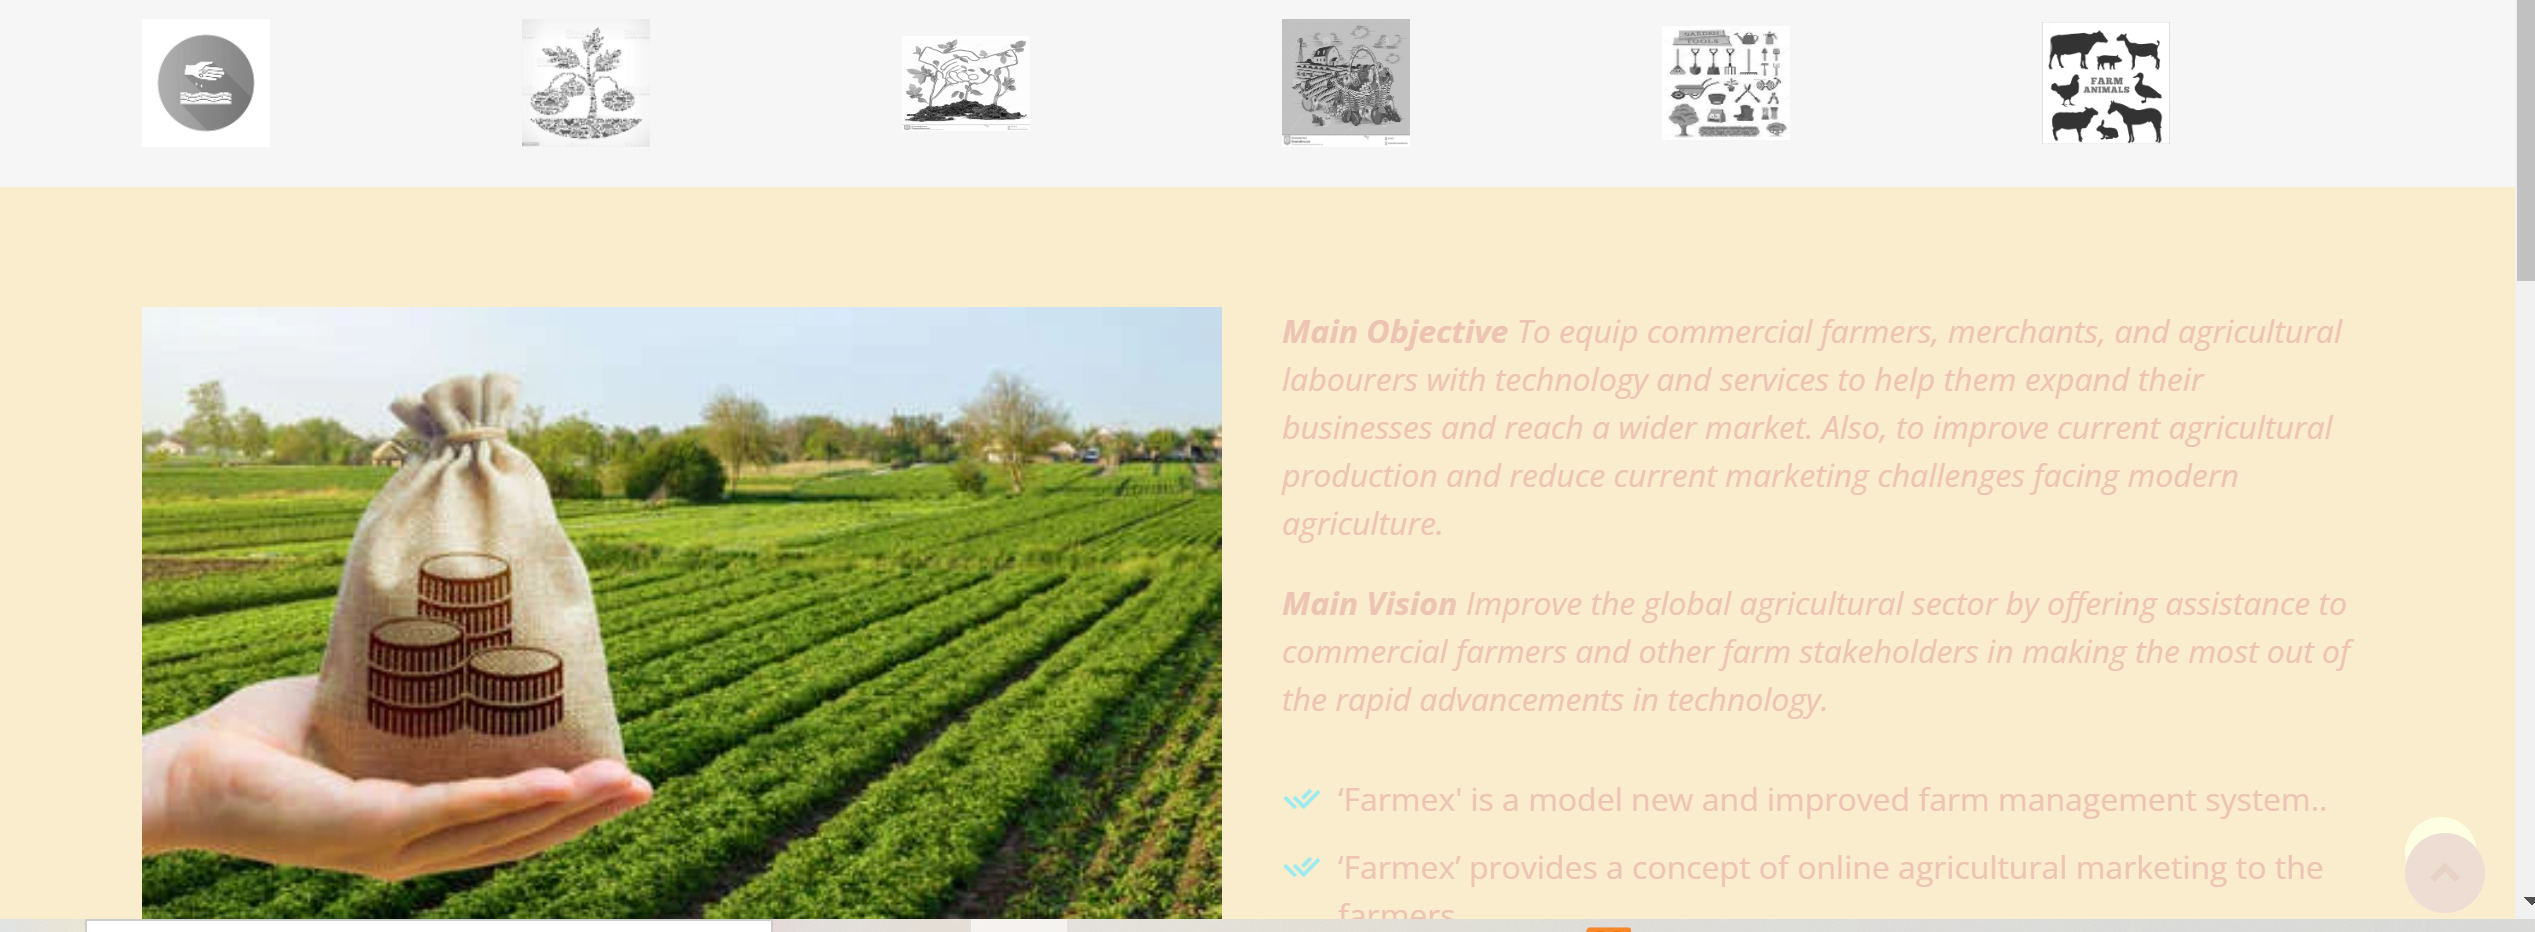 GARDEN
TOOLS
FARM
ANIMALS
Main Objective To equip commercial farmers, merchants, and agricultural
labourers with technology and services to help them expand their
businesses and reach a wider market. Also, to improve current agricultural
production and reduce current marketing challenges facing modern
agriculture.
Main Vision Improve the global agricultural sector by offering assistance to
commercial farmers and other farm stakeholders in making the most out of
the rapid advancements in technology.
‘Farmex' is a model new and improved farm management system..
‘Farmex’ provides a concept of online agricultural marketing to the
farmers